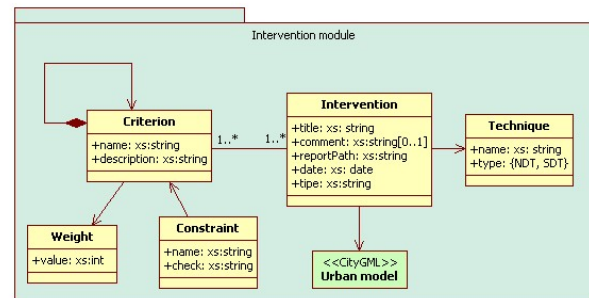 Intervention module
Criterion
+name: xs:string
+description: xs:string
1..*
1..*
Intervention
+title: xs: string
+comment: xs:string[0..1]
+reportPath: xs:string
+date: xs: date
+tipe: xs:string
Technique
+name: xs: string
+type: {NDT, SDT}
Weight
+value: xs:int
Constraint
+name: xs:string
+check: xs:string
<<CityGML>>
Urban model